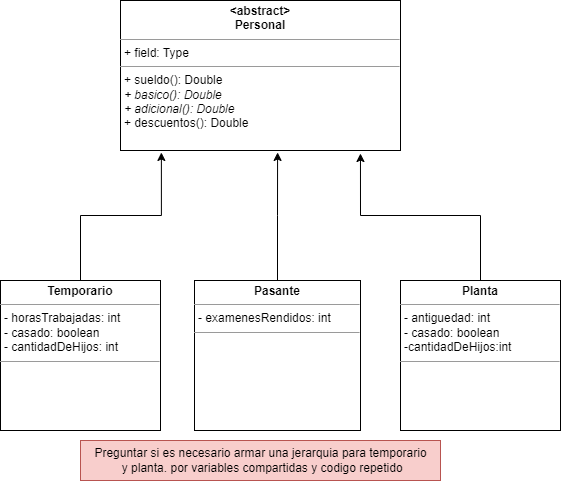 <abstract>
Personal
+ field: Type
+ sueldo(): Double
+ basico(): Double
+ adicional(): Double
+ descuentos(): Double
Temporario
- horasTrabajadas: int
- casado: boolean
- cantidadDeHijos: int
Pasante
- examenesRendidos: int
Planta
- antiguedad: int
- casado: boolean
-cantidadDeHijos:int
Preguntar si es necesario armar una jerarquia para temporario
y planta. por variables compartidas y codigo repetido